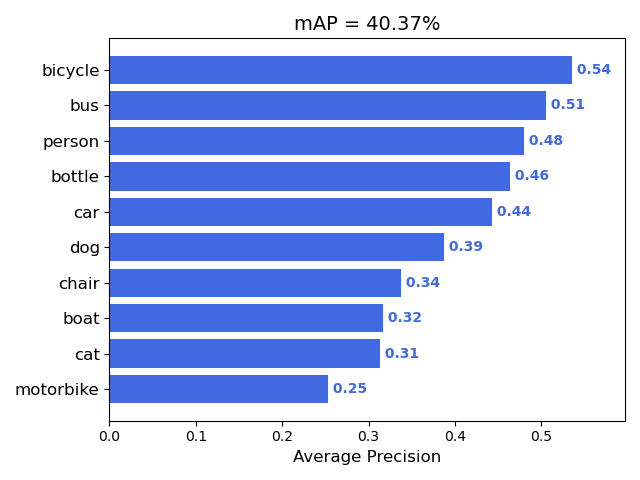 mAP = 40.37%
bicycle 0.54
bus 0.51
person 0.48
bottle 0.46
car 0.44
dog 0.39
chair 0.34
boat 0.32
cat 0.31
motorbike 0.25
0.0 0.1 0.2 0.3 0.4 0.5
Average Precision